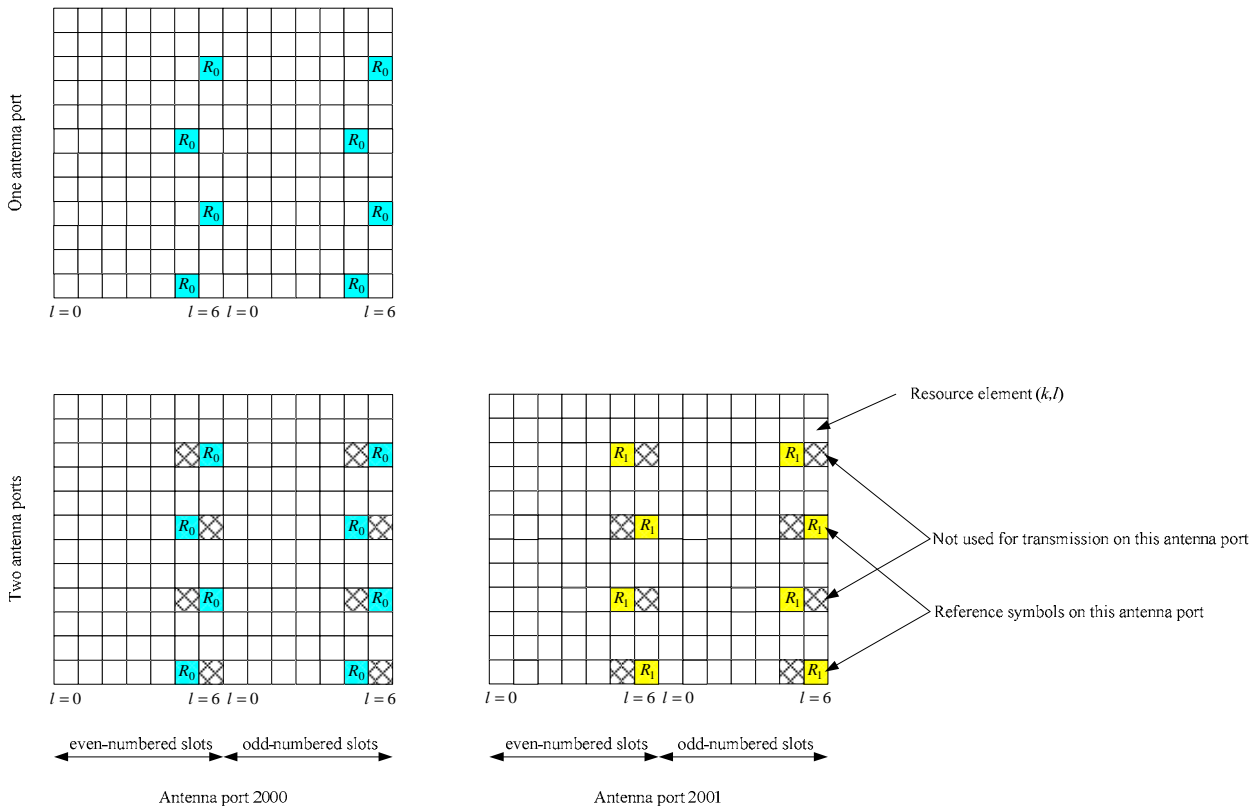 One antenna port
R0 R0
R0 R0
R0 R0
R0 R0
l = 0 l = 6 l = 0 l = 6
Two antenna ports
R0 R0
R0 R0
R0 R0
R0 R0
l = 0 l = 6 l = 0 l = 6
even-numbered slots odd-numbered slots
Antenna port 2000
R1 R1
R1 R1
R1 R1
R1 R1
l = 0 l = 6 l = 0 l = 6
even-numbered slots odd-numbered slots
Antenna port 2001
Resource element (k,l)
Not used for transmission on this antenna port
Reference symbols on this antenna port